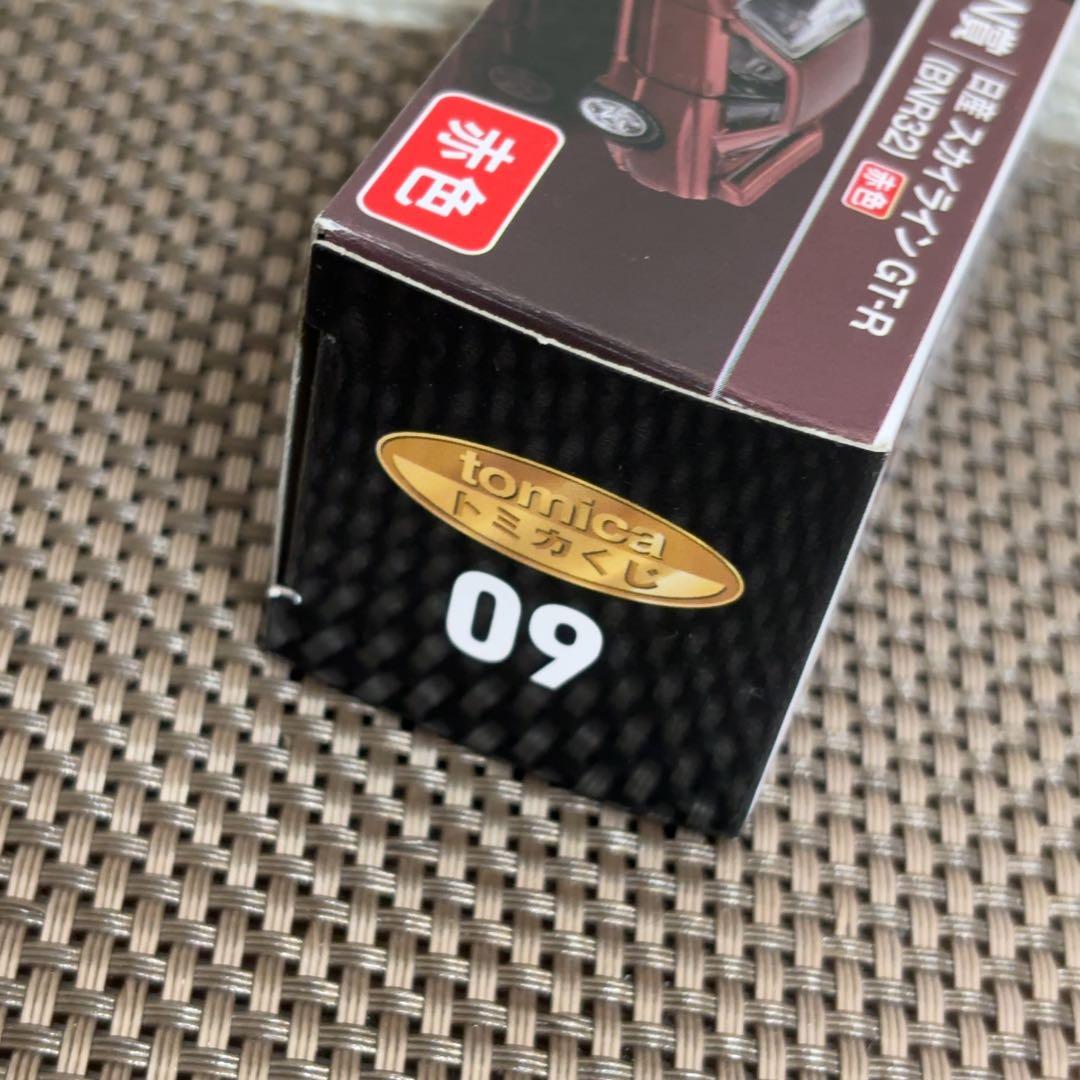 赤色
N賞 日産 スカイライン GT-R
(BNR32) 赤色
tomica
トミカくじ
09